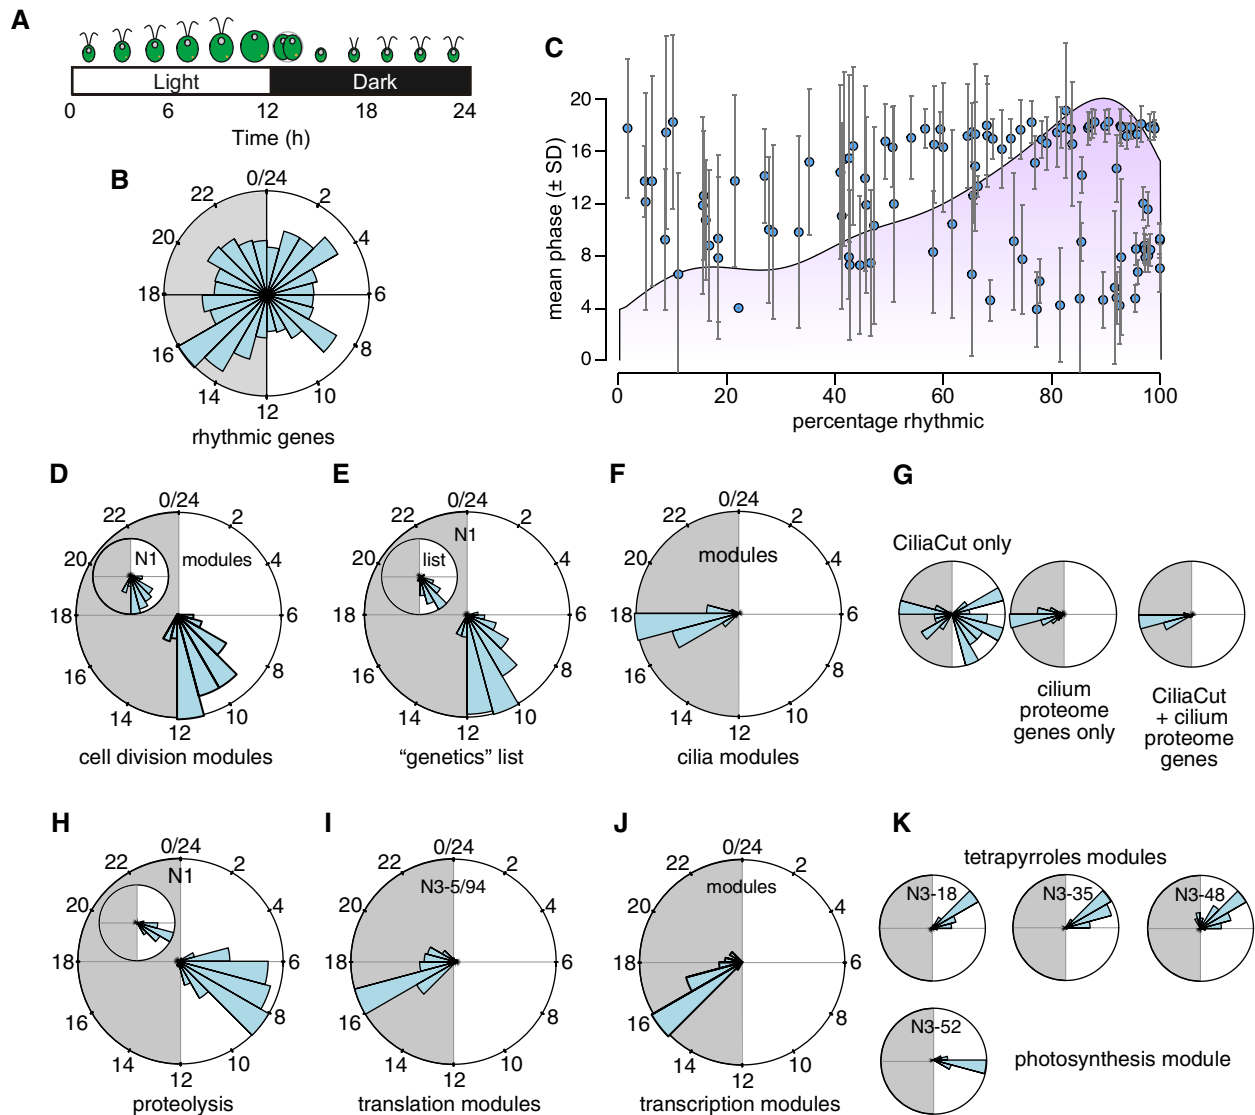 A
Light
Dark
0
6
12
18
24
Time (h)
B
0/24
2
4
6
8
10
12
14
16
18
20
22
rhythmic genes
C
mean phase (± SD)
20
16
12
8
4
0
0
20
40
60
80
100
percentage rhythmic
D
0/24
2
4
6
8
10
12
14
16
18
20
22
N1
modules
cell division modules
E
0/24
2
4
6
8
10
12
14
16
18
20
22
N1
list
“genetics” list
F
0/24
2
4
6
8
10
12
14
16
18
20
22
modules
cilia modules
G
CiliaCut only
cilium
proteome
genes only
CiliaCut
+ cilium
proteome
genes
H
0/24
2
4
6
8
10
12
14
16
18
20
22
N1
proteolysis
I
0/24
2
4
6
8
10
12
14
16
18
20
22
N3-5/94
translation modules
J
0/24
2
4
6
8
10
12
14
16
18
20
22
modules
transcription modules
K
tetrapyrroles modules
N3-18
N3-35
N3-48
N3-52
photosynthesis module